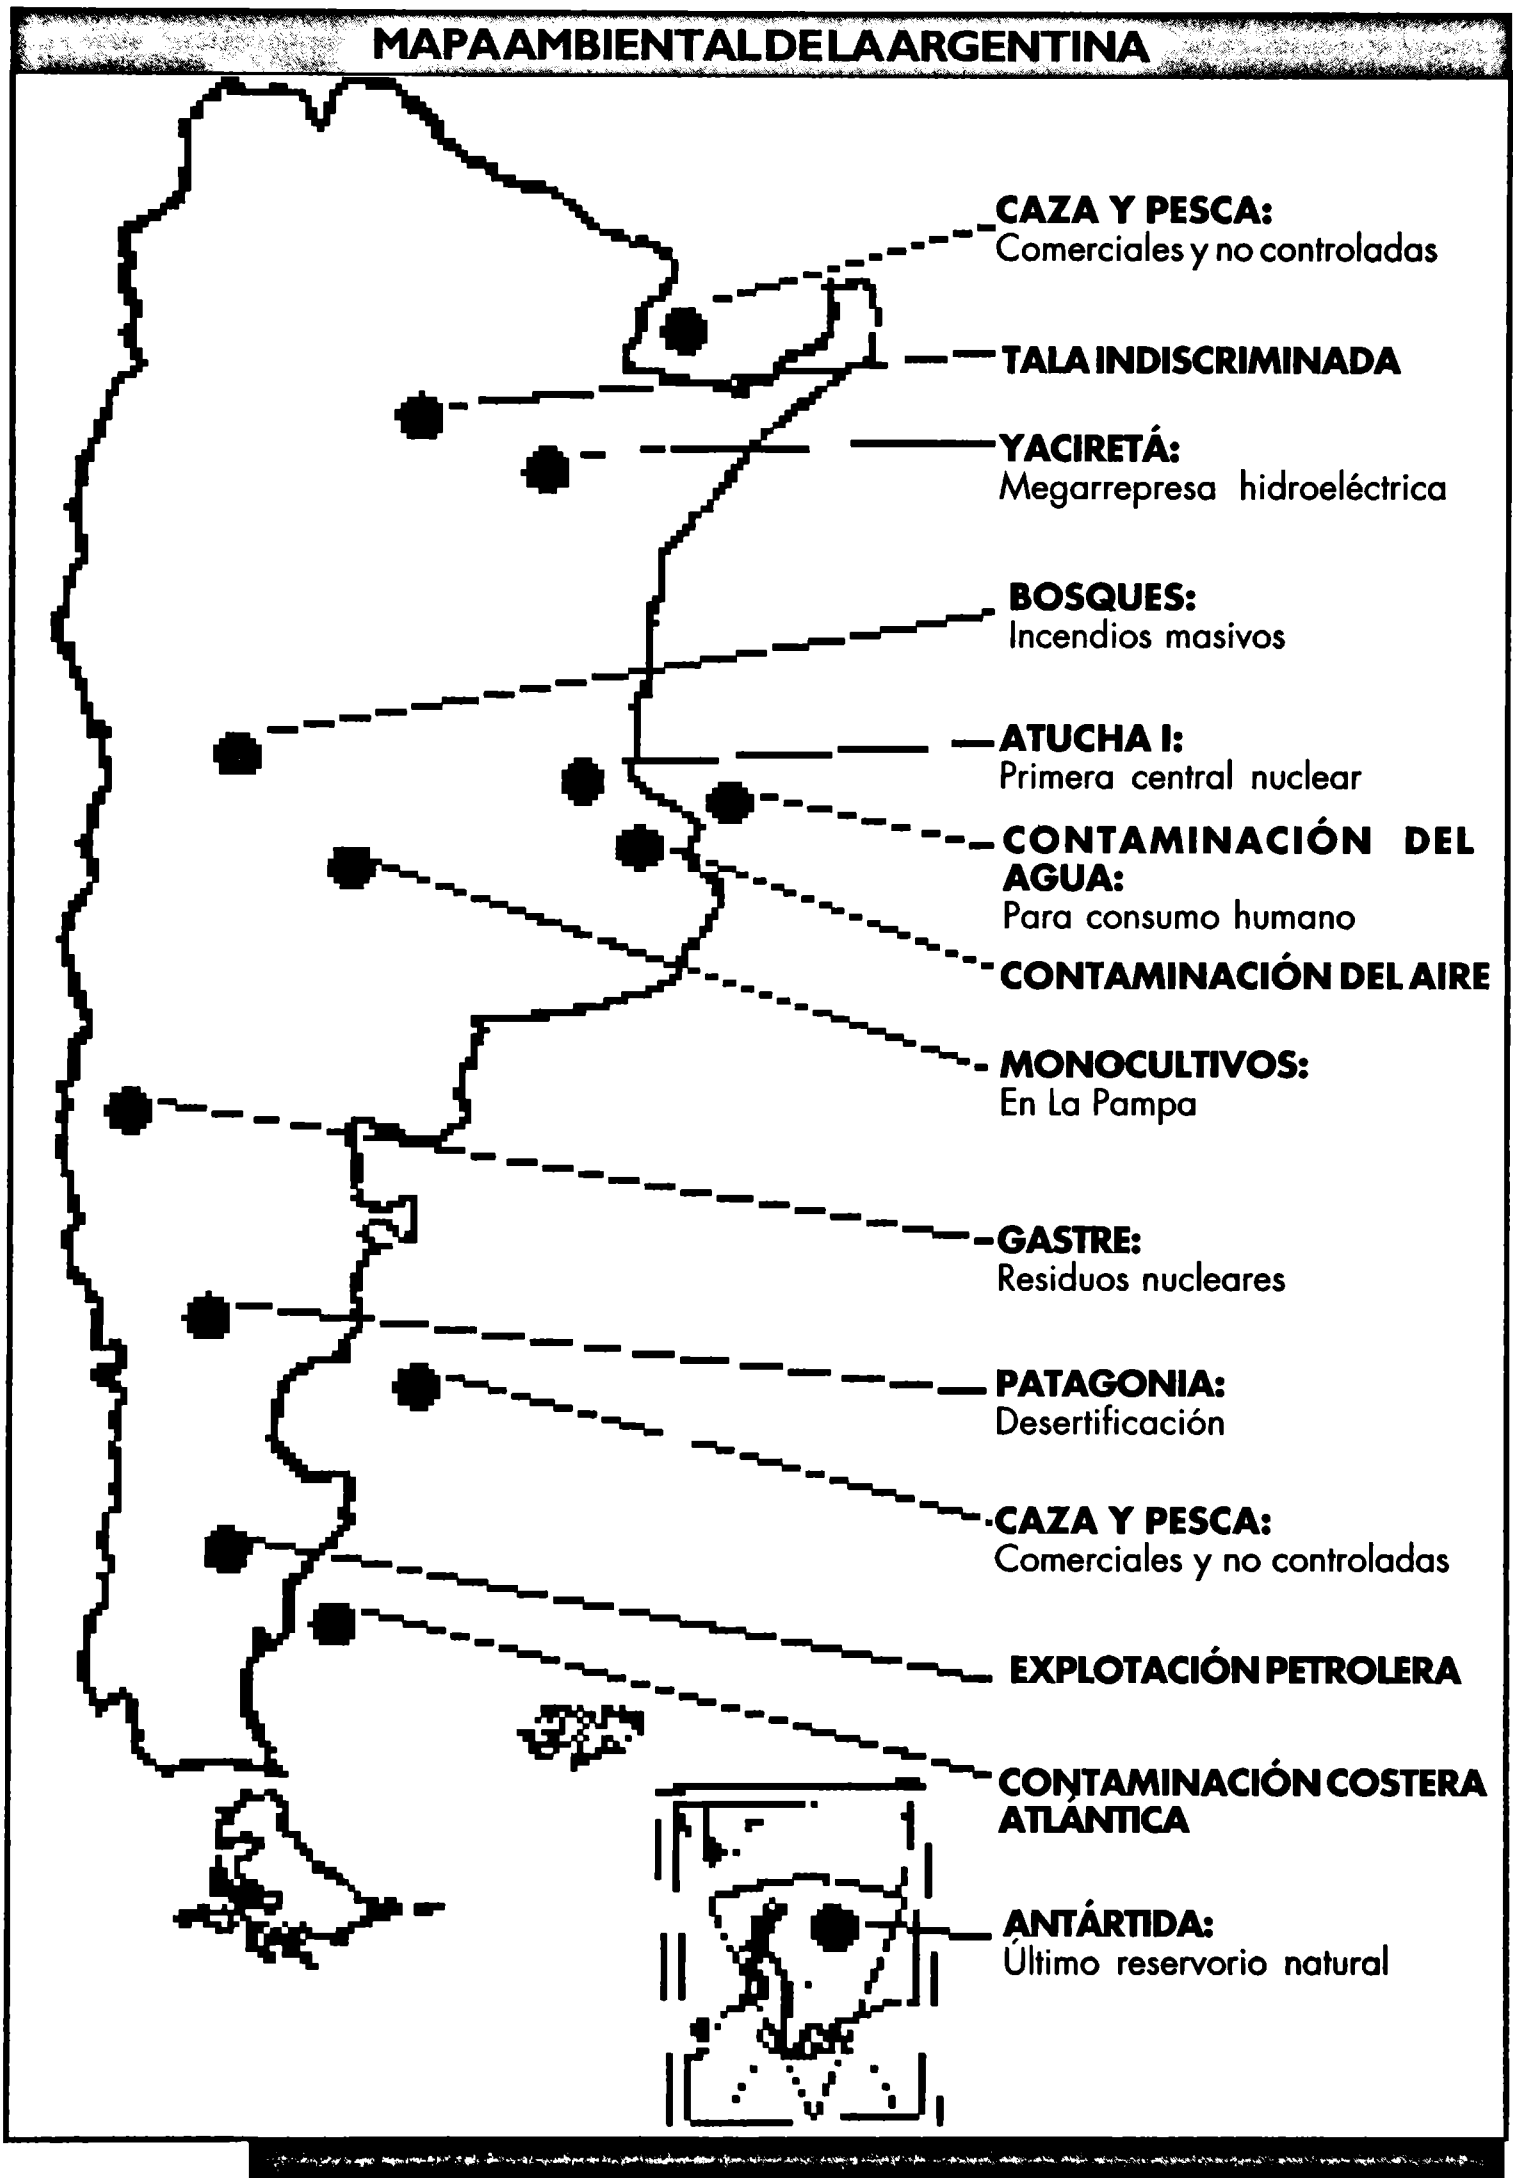 MAPA AMBIENTAL DE LA ARGENTINA
CAZA Y PESCA:
Comerciales y no controladas
TALA INDISCRIMINADA
YACIRETÁ:
Megarrepresa hidroeléctrica
BOSQUES:
Incendios masivos
ATUCHA I:
Primera central nuclear
CONTAMINACIÓN DEL
AGUA:
Para consumo humano
CONTAMINACIÓN DEL AIRE
MONOCULTIVOS:
En La Pampa
GASTRE:
Residuos nucleares
PATAGONIA:
Desertificación
CAZA Y PESCA:
Comerciales y no controladas
EXPLOTACIÓN PETROLERA
CONTAMINACIÓN COSTERA
ATLÁNTICA
ANTÁRTIDA:
Último reservorio natural